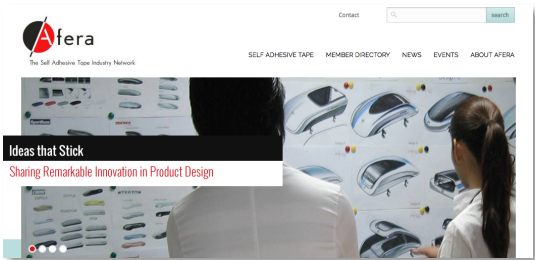 Contact
search
Afera
The Self Adhesive Tape Industry Network
SELF ADHESIVE TAPE MEMBER DIRECTORY NEWS EVENTS ABOUT AFERA
Ideas that Stick
Sharing Remarkable Innovation in Product Design